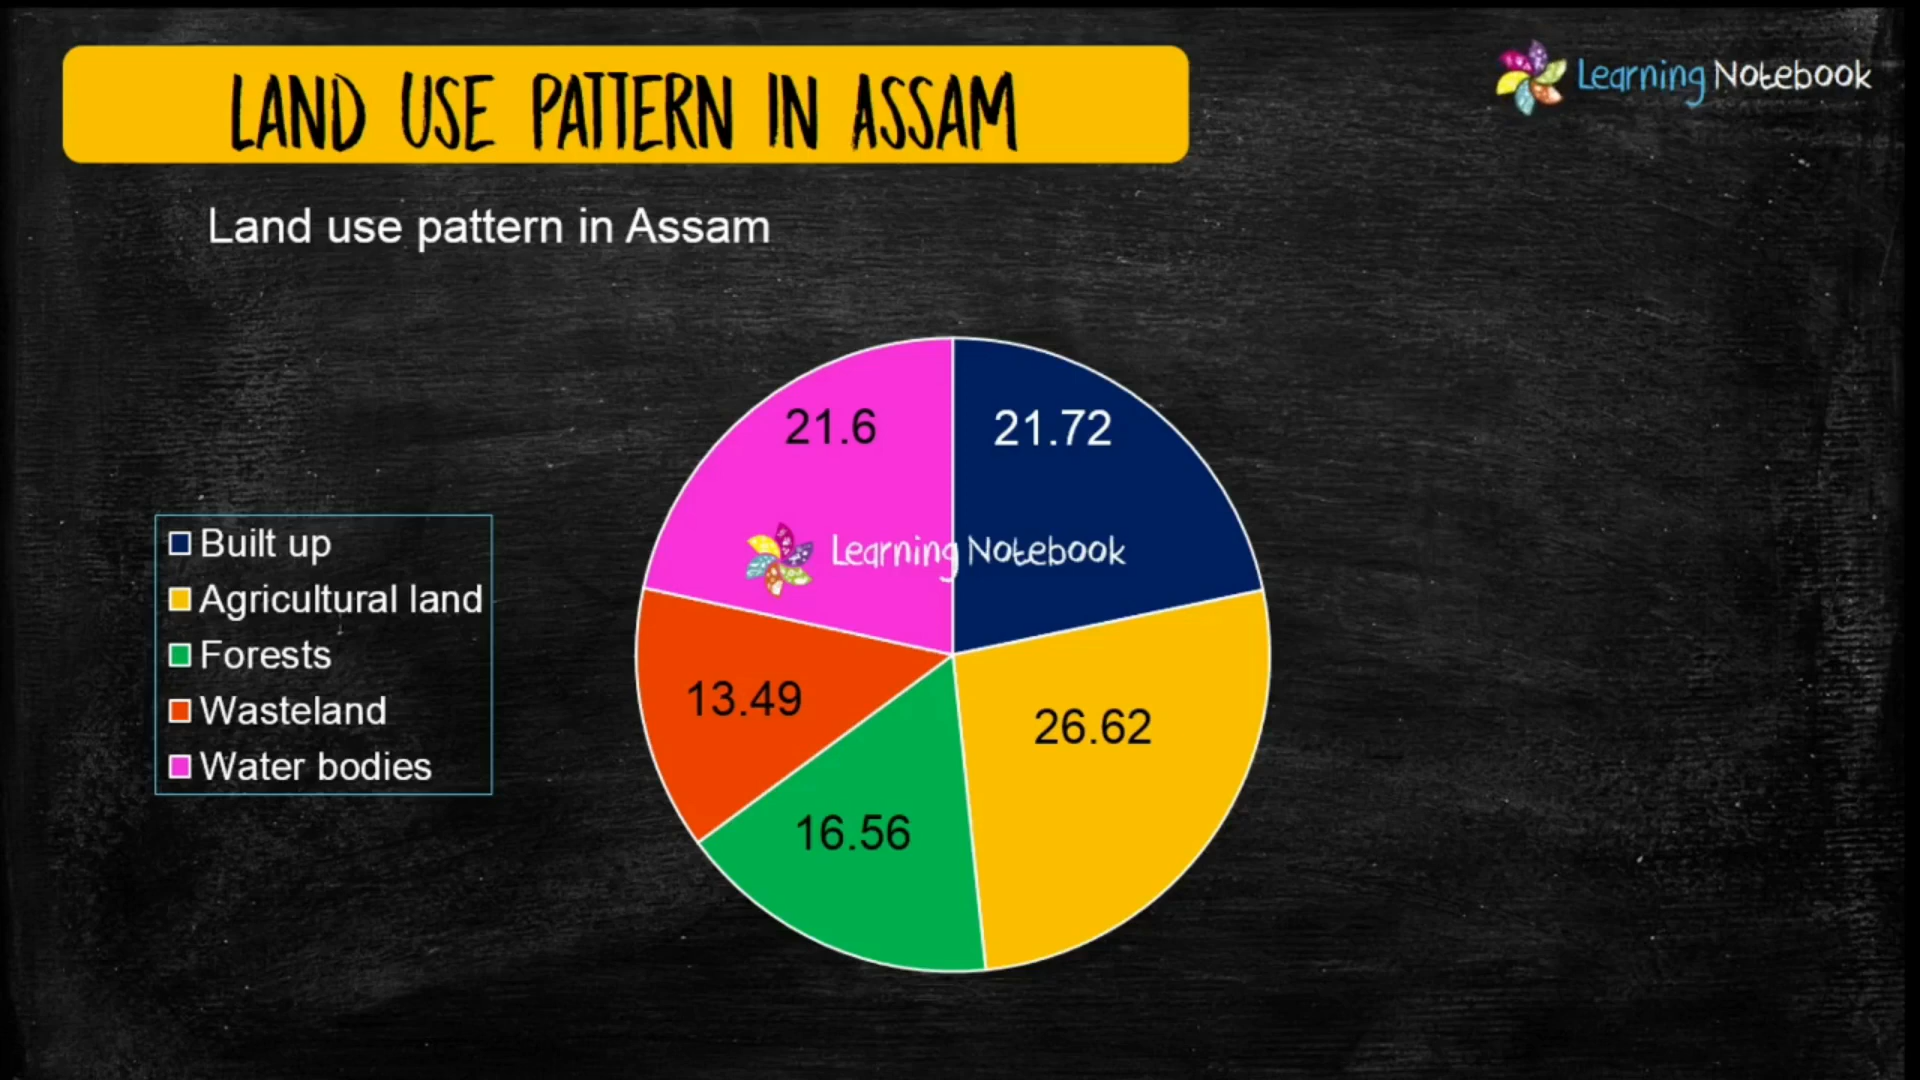 LAND USE PATTERN IN ASSAM
Learning Notebook
Land use pattern in Assam
21.6
21.72
Learning Notebook
Built up
Agricultural land
Forests
Wasteland
Water bodies
13.49
26.62
16.56